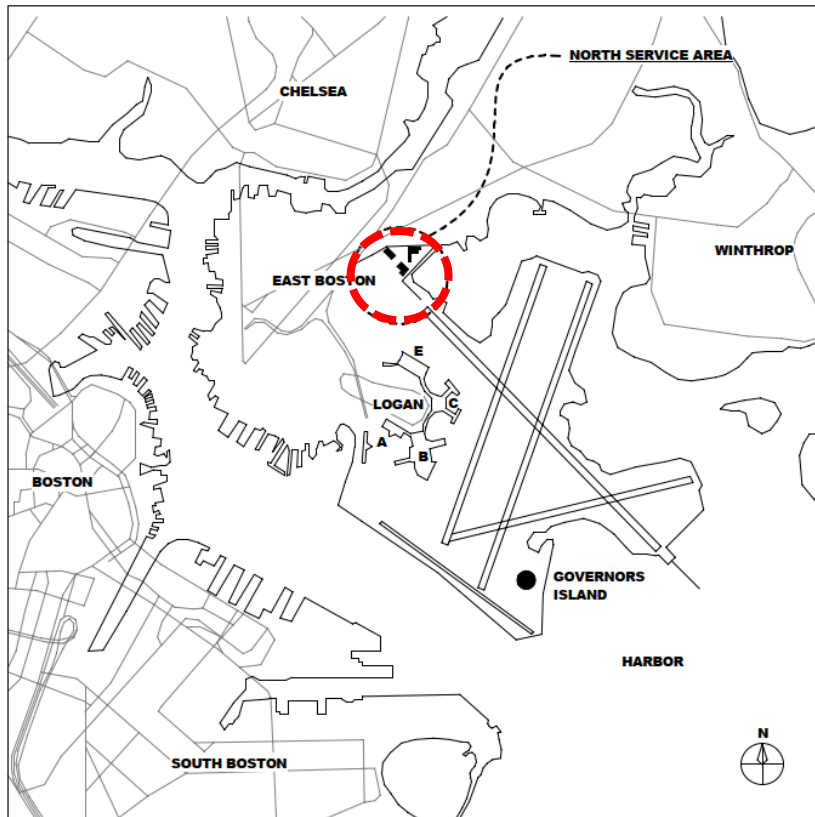 NORTH SERVICE AREA
CHELSEA
WINTHROP
EAST BOSTON
E
LOGAN
C
A
B
BOSTON
GOVERNORS
ISLAND
HARBOR
N
SOUTH BOSTON